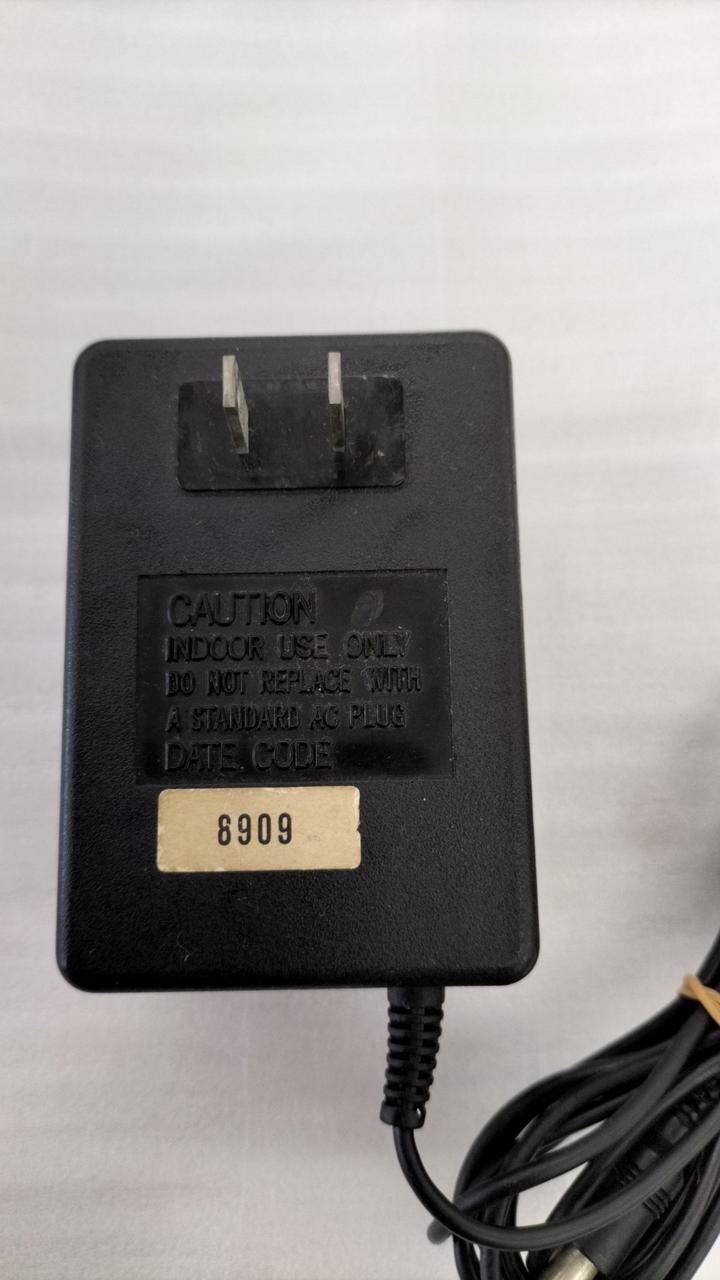 CAUTION
INDOOR USE ONLY
DO NOT REPLACE WITH
A STANDARD AC PLUG
DATE CODE
8909